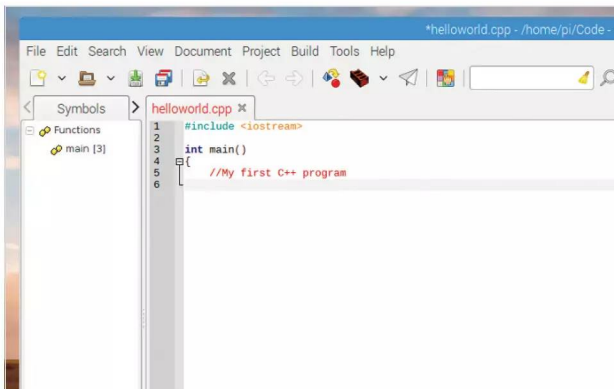 *helloworld.cpp - /home/pi/Code -
File Edit Search View Document Project Build Tools Help
Symbols
helloworld.cpp
Functions
main [3]
1 #include <iostream>
2
3 int main()
4 {
5 //My first C++ program
6